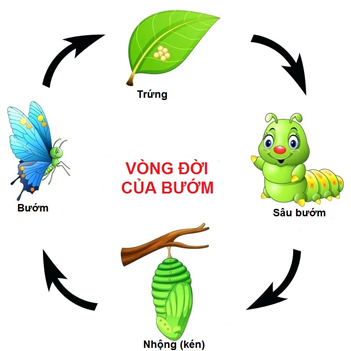 Trứng
VÒNG ĐỜI
CỦA BƯỚM
Bướm
Sâu bướm
Nhộng (kén)